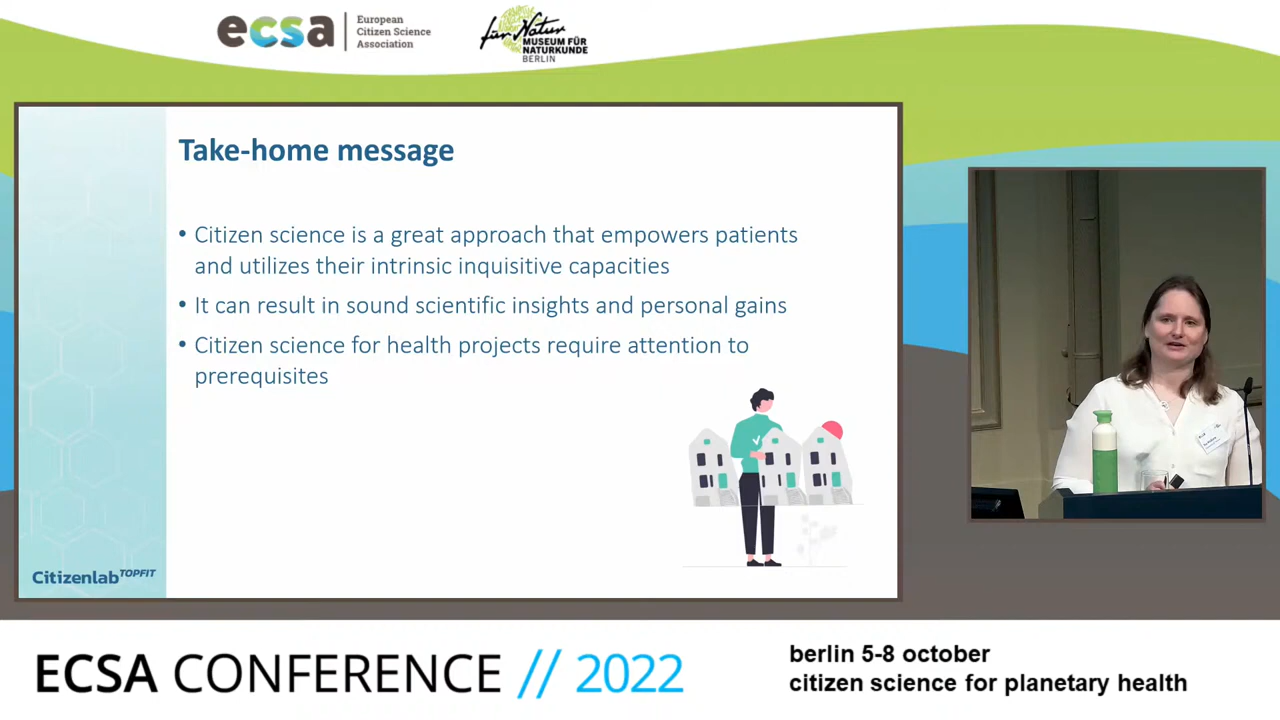 ecsa
European
Citizen Science
Association
für Natur
MUSEUM FÜR
NATURKUNDE
BERLIN
Take-home message
• Citizen science is a great approach that empowers patients
and utilizes their intrinsic inquisitive capacities
• It can result in sound scientific insights and personal gains
• Citizen science for health projects require attention to
prerequisites
Citizenlab TOPFIT
ECSA CONFERENCE // 2022
berlin 5-8 october
citizen science for planetary health